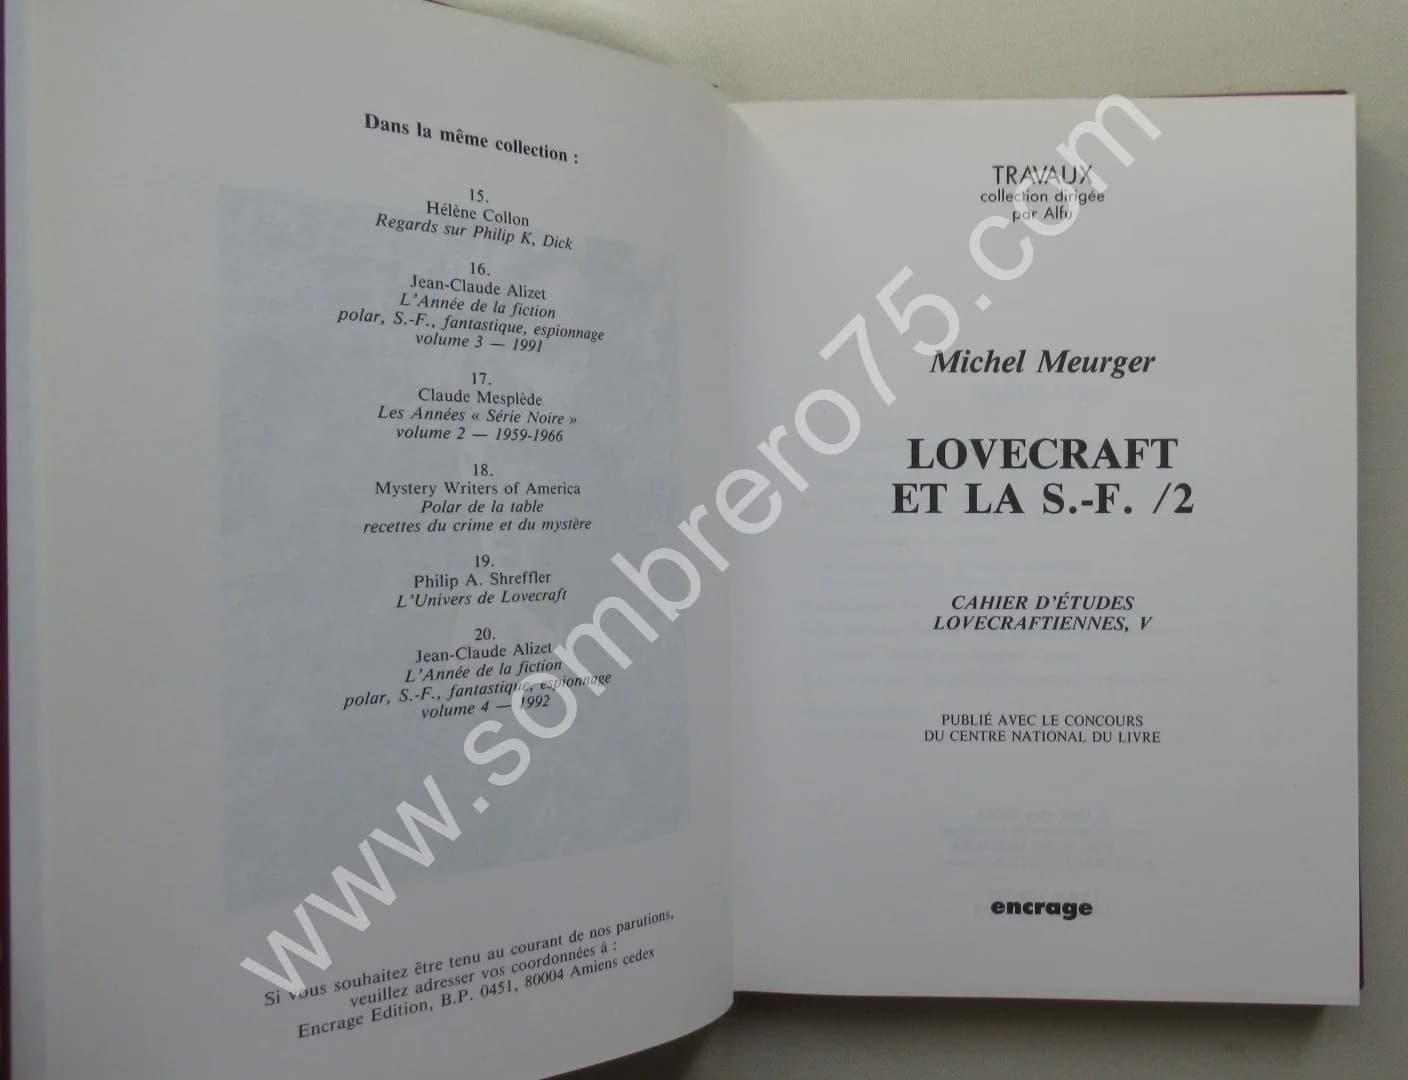 Dans la même collection :
15.
Hélène Collon
Regards sur Philip K, Dick
16.
Jean-Claude Alizet
L'Année de la fiction
polar, S.-F., fantastique, espionnage
volume 3 — 1991
17.
Claude Mesplède
Les Années « Série Noire »
volume 2 — 1959-1966
18.
Mystery Writers of America
Polar de la table
recettes du crime et du mystère
19.
Philip A. Shreffler
L'Univers de Lovecraft
20.
Jean-Claude Alizet
L'Année de la fiction
polar, S.-F., fantastique, espionnage
volume 4 — 1992
Si vous souhaitez être tenu au courant de nos parutions,
veuillez adresser vos coordonnées à :
Encrage Edition, B.P. 0451, 80004 Amiens cedex
TRAVAUX
collection dirigée
par Alfu
Michel Meurger
LOVECRAFT
ET LA S.-F. /2
CAHIER D'ÉTUDES
LOVECRAFTIENNES, V
PUBLIÉ AVEC LE CONCOURS
DU CENTRE NATIONAL DU LIVRE
encrage
www.sombrero75.com